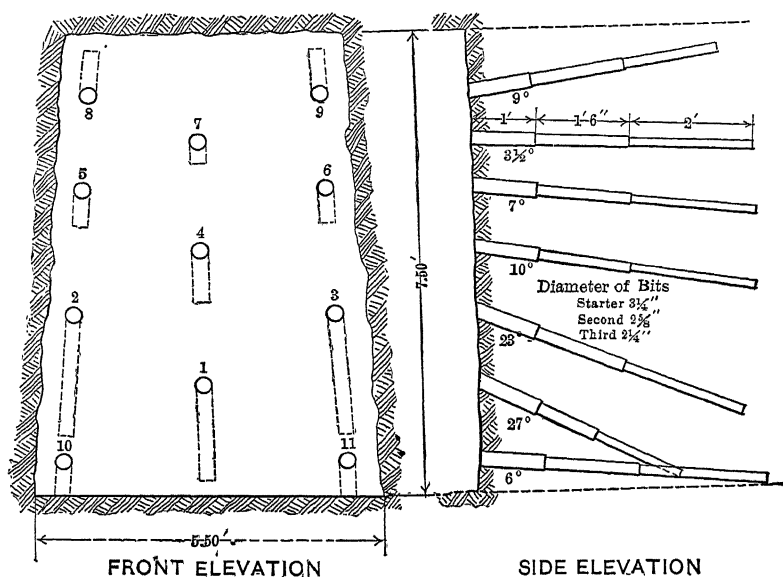 8
9
7
5
6
4
2
3
1
10
11
5.50′
FRONT ELEVATION
7.50′
9°
1′ 1′6″ 2′
3½°
7°
10°
Diameter of Bits
Starter 3¼″
Second 2⅝″
Third 2¼″
23°
27°
6°
SIDE ELEVATION